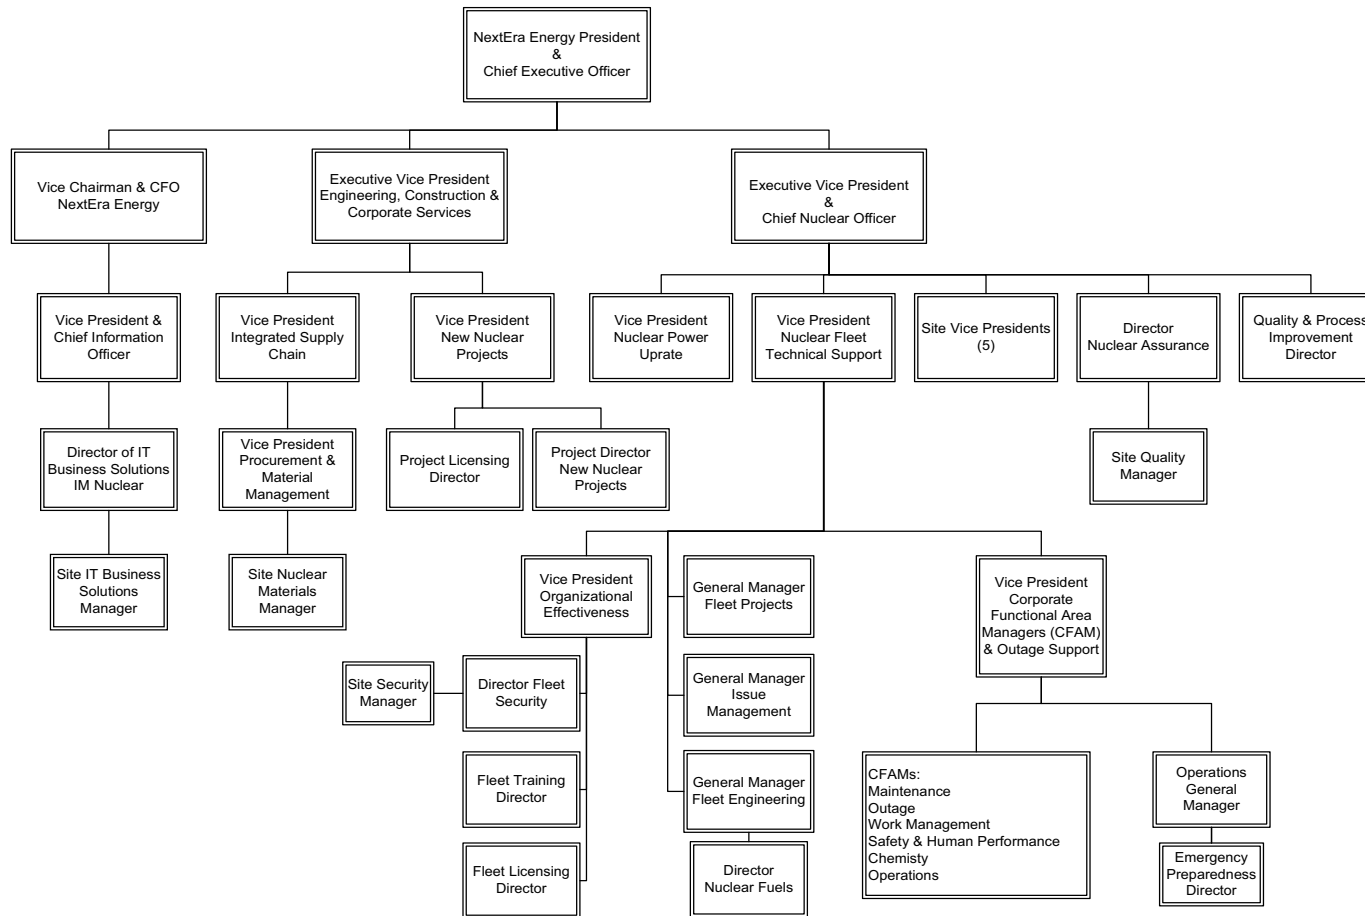 NextEra Energy President
&
Chief Executive Officer
Vice Chairman & CFO
NextEra Energy
Executive Vice President
Engineering, Construction &
Corporate Services
Executive Vice President
&
Chief Nuclear Officer
Vice President &
Chief Information
Officer
Vice President
Integrated Supply
Chain
Vice President
New Nuclear
Projects
Vice President
Nuclear Power
Uprate
Vice President
Nuclear Fleet
Technical Support
Site Vice Presidents
(5)
Director
Nuclear Assurance
Quality & Process
Improvement
Director
Director of IT
Business Solutions
IM Nuclear
Vice President
Procurement &
Material
Management
Project Licensing
Director
Project Director
New Nuclear
Projects
Site Quality
Manager
Site IT Business
Solutions
Manager
Site Nuclear
Materials
Manager
Vice President
Organizational
Effectiveness
General Manager
Fleet Projects
Vice President
Corporate
Functional Area
Managers (CFAM)
& Outage Support
Site Security
Manager
Director Fleet
Security
General Manager
Issue
Management
Fleet Training
Director
General Manager
Fleet Engineering
CFAMs:
Maintenance
Outage
Work Management
Safety & Human Performance
Chemisty
Operations
Operations
General
Manager
Fleet Licensing
Director
Director
Nuclear Fuels
Emergency
Preparedness
Director